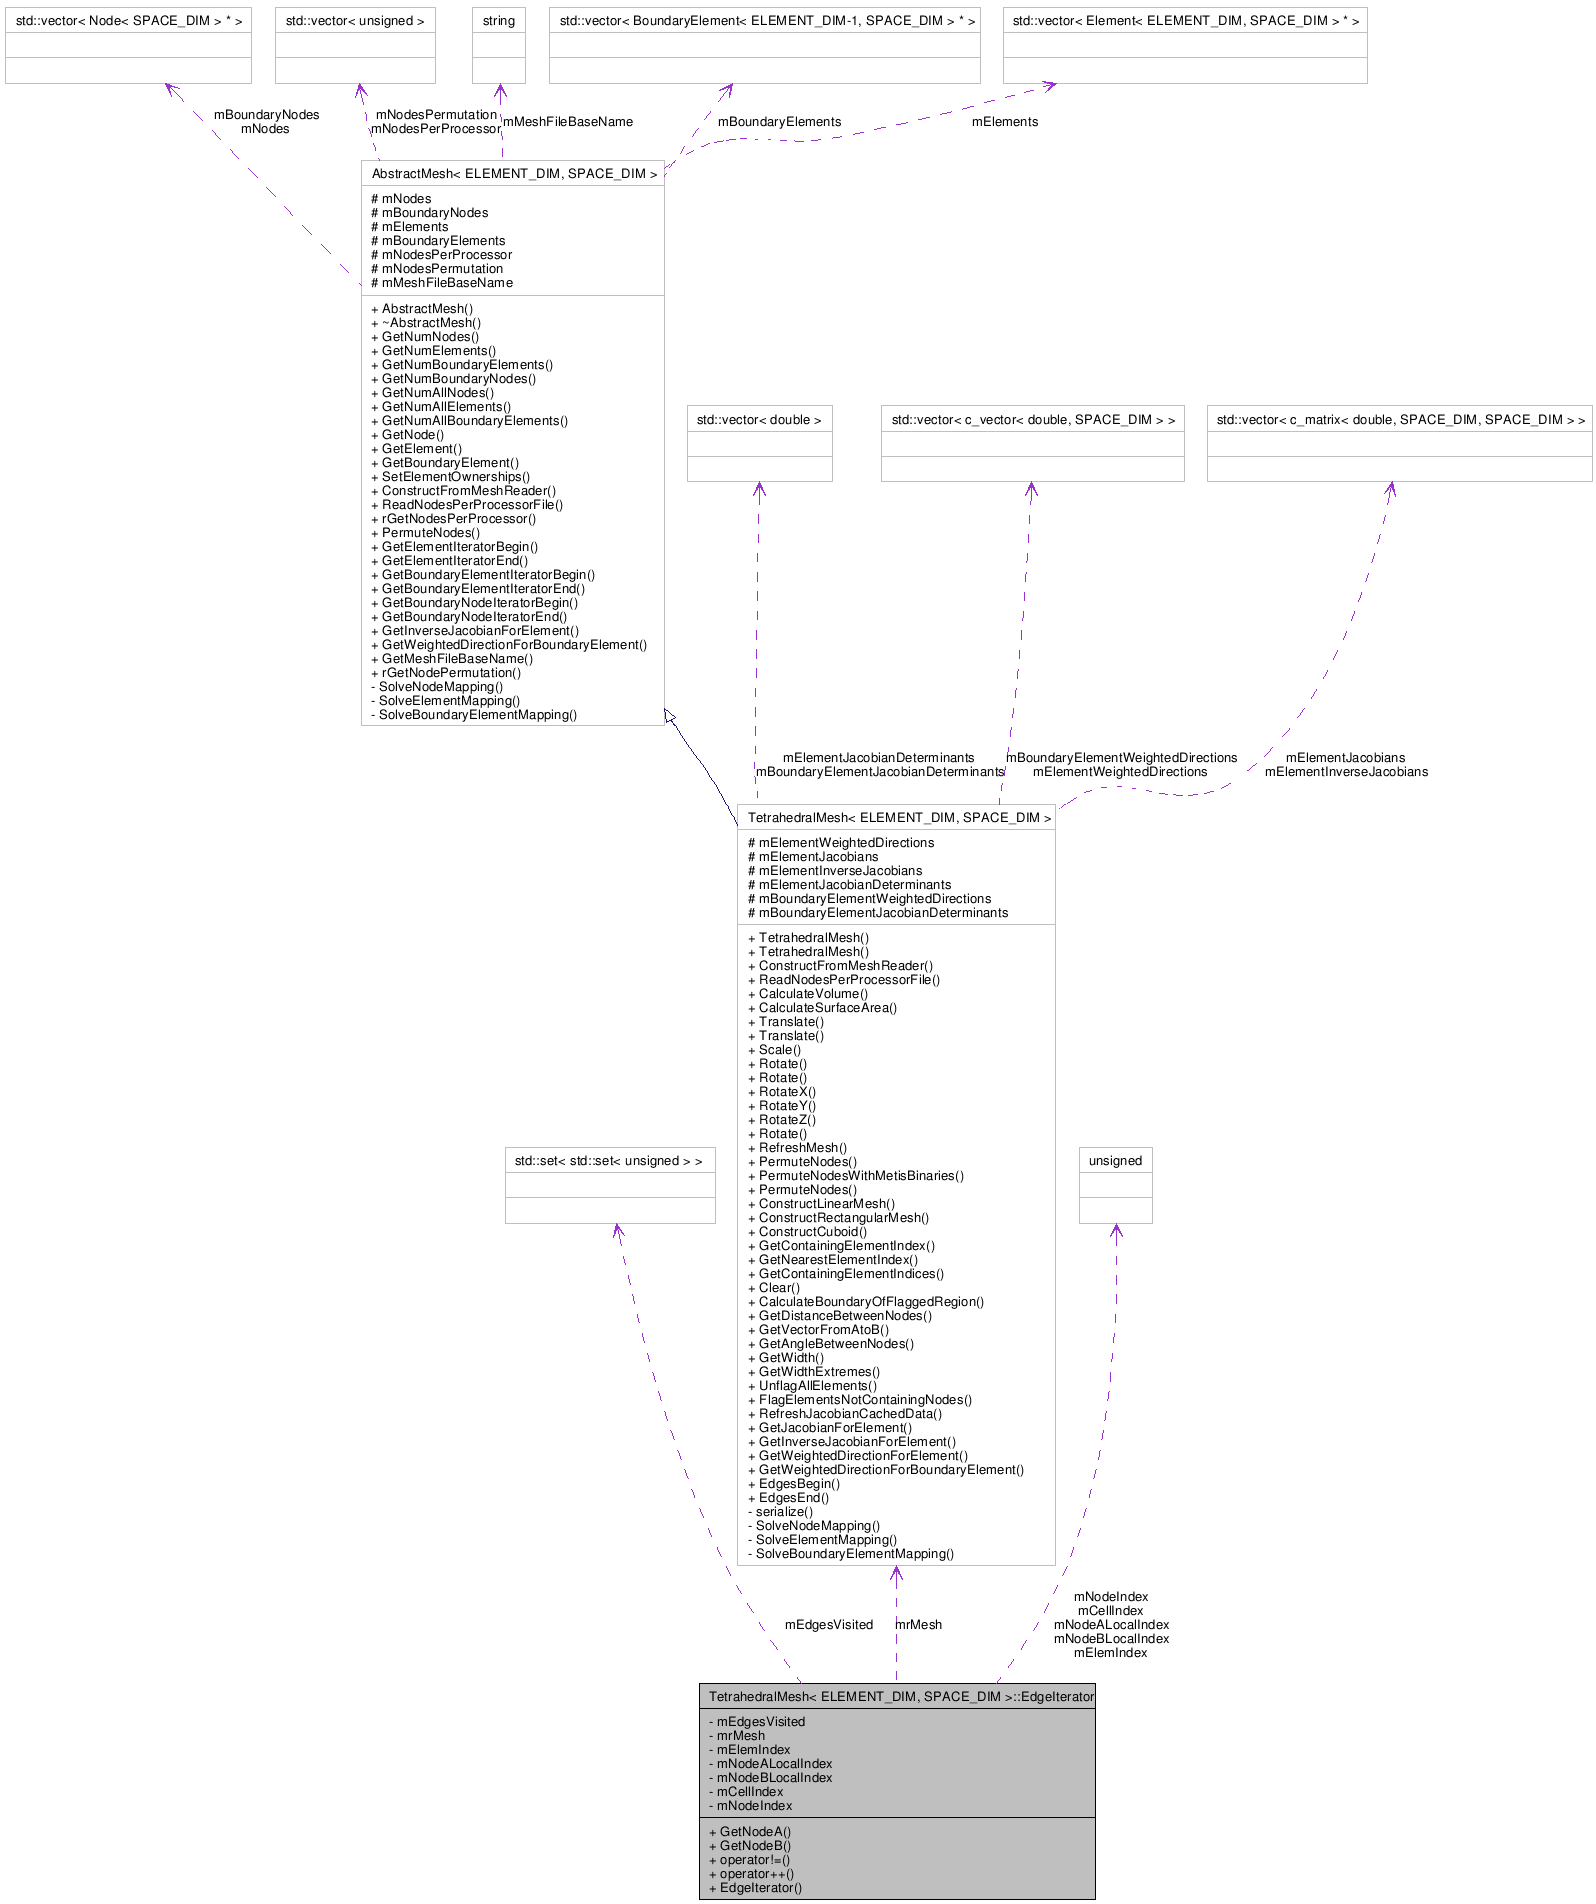 std::vector< Node< SPACE_DIM > * >
std::vector< unsigned >
string
std::vector< BoundaryElement< ELEMENT_DIM-1, SPACE_DIM > * >
std::vector< Element< ELEMENT_DIM, SPACE_DIM > * >
mBoundaryNodes
mNodes
mNodesPermutation
mNodesPerProcessor
mMeshFileBaseName
mBoundaryElements
mElements
AbstractMesh< ELEMENT_DIM, SPACE_DIM >
# mNodes
# mBoundaryNodes
# mElements
# mBoundaryElements
# mNodesPerProcessor
# mNodesPermutation
# mMeshFileBaseName
+ AbstractMesh()
+ ~AbstractMesh()
+ GetNumNodes()
+ GetNumElements()
+ GetNumBoundaryElements()
+ GetNumBoundaryNodes()
+ GetNumAllNodes()
+ GetNumAllElements()
+ GetNumAllBoundaryElements()
+ GetNode()
+ GetElement()
+ GetBoundaryElement()
+ SetElementOwnerships()
+ ConstructFromMeshReader()
+ ReadNodesPerProcessorFile()
+ rGetNodesPerProcessor()
+ PermuteNodes()
+ GetElementIteratorBegin()
+ GetElementIteratorEnd()
+ GetBoundaryElementIteratorBegin()
+ GetBoundaryElementIteratorEnd()
+ GetBoundaryNodeIteratorBegin()
+ GetBoundaryNodeIteratorEnd()
+ GetInverseJacobianForElement()
+ GetWeightedDirectionForBoundaryElement()
+ GetMeshFileBaseName()
+ rGetNodePermutation()
- SolveNodeMapping()
- SolveElementMapping()
- SolveBoundaryElementMapping()
std::vector< double >
std::vector< c_vector< double, SPACE_DIM > >
std::vector< c_matrix< double, SPACE_DIM, SPACE_DIM > >
mElementJacobianDeterminants
mBoundaryElementJacobianDeterminants
mBoundaryElementWeightedDirections
mElementWeightedDirections
mElementJacobians
mElementInverseJacobians
TetrahedralMesh< ELEMENT_DIM, SPACE_DIM >
# mElementWeightedDirections
# mElementJacobians
# mElementInverseJacobians
# mElementJacobianDeterminants
# mBoundaryElementWeightedDirections
# mBoundaryElementJacobianDeterminants
+ TetrahedralMesh()
+ TetrahedralMesh()
+ ConstructFromMeshReader()
+ ReadNodesPerProcessorFile()
+ CalculateVolume()
+ CalculateSurfaceArea()
+ Translate()
+ Translate()
+ Scale()
+ Rotate()
+ Rotate()
+ RotateX()
+ RotateY()
+ RotateZ()
+ Rotate()
+ RefreshMesh()
+ PermuteNodes()
+ PermuteNodesWithMetisBinaries()
+ PermuteNodes()
+ ConstructLinearMesh()
+ ConstructRectangularMesh()
+ ConstructCuboid()
+ GetContainingElementIndex()
+ GetNearestElementIndex()
+ GetContainingElementIndices()
+ Clear()
+ CalculateBoundaryOfFlaggedRegion()
+ GetDistanceBetweenNodes()
+ GetVectorFromAtoB()
+ GetAngleBetweenNodes()
+ GetWidth()
+ GetWidthExtremes()
+ UnflagAllElements()
+ FlagElementsNotContainingNodes()
+ RefreshJacobianCachedData()
+ GetJacobianForElement()
+ GetInverseJacobianForElement()
+ GetWeightedDirectionForElement()
+ GetWeightedDirectionForBoundaryElement()
+ EdgesBegin()
+ EdgesEnd()
- serialize()
- SolveNodeMapping()
- SolveElementMapping()
- SolveBoundaryElementMapping()
std::set< std::set< unsigned > >
unsigned
mEdgesVisited
mrMesh
mNodeIndex
mCellIndex
mNodeALocalIndex
mNodeBLocalIndex
mElemIndex
TetrahedralMesh< ELEMENT_DIM, SPACE_DIM >::EdgeIterator
- mEdgesVisited
- mrMesh
- mElemIndex
- mNodeALocalIndex
- mNodeBLocalIndex
- mCellIndex
- mNodeIndex
+ GetNodeA()
+ GetNodeB()
+ operator!=()
+ operator++()
+ EdgeIterator()